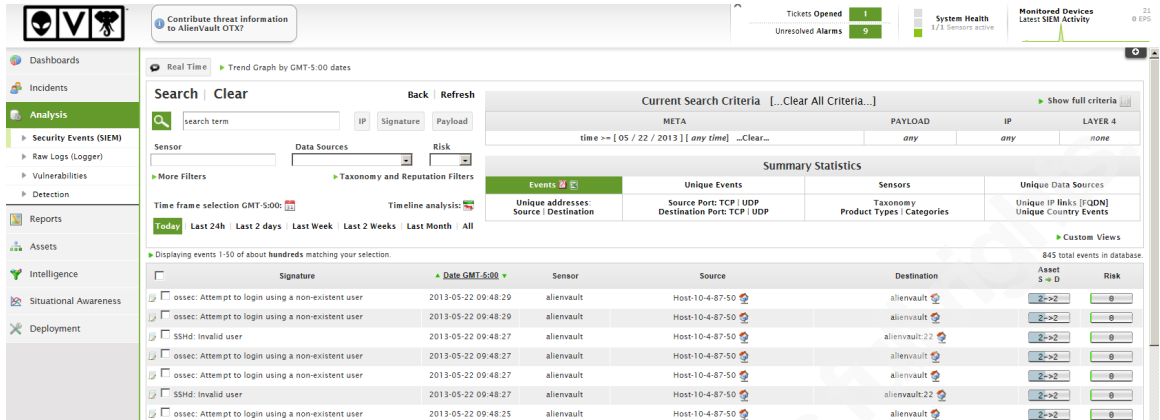 OVT
Contribute threat information
to AlienVault OTX?
Tickets Opened 1
Unresolved Alarms 9
System Health
1/1 Sensors active
Monitored Devices 21
Latest SIEM Activity 0 EPS
Dashboards
Incidents
Analysis
Security Events (SIEM)
Raw Logs (Logger)
Vulnerabilities
Detection
Reports
Assets
Intelligence
Situational Awareness
Deployment
Real Time Trend Graph by GMT-5:00 dates
Search | Clear Back | Refresh
search term IP Signature Payload
Sensor Data Sources Risk
More Filters Taxonomy and Reputation Filters
Time frame selection GMT-5:00: Timeline analysis:
Today | Last 24h | Last 2 days | Last Week | Last 2 Weeks | Last Month | All
Current Search Criteria [...Clear All Criteria...] Show full criteria
META PAYLOAD IP LAYER 4
time >= [ 05 / 22 / 2013 ] [ any time] ...Clear... any any none
Summary Statistics
Events Unique Events Sensors Unique Data Sources
Unique addresses: Source Port: TCP | UDP Taxonomy Unique IP links [FQDN]
Source | Destination Destination Port: TCP | UDP Product Types | Categories Unique Country Events
Custom Views
Displaying events 1-50 of about hundreds matching your selection. 845 total events in database.
Signature Date GMT-5:00 Sensor Source Destination Asset S D Risk
ossec: Attempt to login using a non-existent user 2013-05-22 09:48:29 alienvault Host-10-4-87-50 alienvault 2->2 0
ossec: Attempt to login using a non-existent user 2013-05-22 09:48:29 alienvault Host-10-4-87-50 alienvault 2->2 0
SSHd: Invalid user 2013-05-22 09:48:27 alienvault Host-10-4-87-50 alienvault:22 2->2 0
ossec: Attempt to login using a non-existent user 2013-05-22 09:48:27 alienvault Host-10-4-87-50 alienvault 2->2 0
ossec: Attempt to login using a non-existent user 2013-05-22 09:48:27 alienvault Host-10-4-87-50 alienvault 2->2 0
SSHd: Invalid user 2013-05-22 09:48:27 alienvault Host-10-4-87-50 alienvault:22 2->2 0
ossec: Attempt to login using a non-existent user 2013-05-22 09:48:25 alienvault Host-10-4-87-50 alienvault 2->2 0